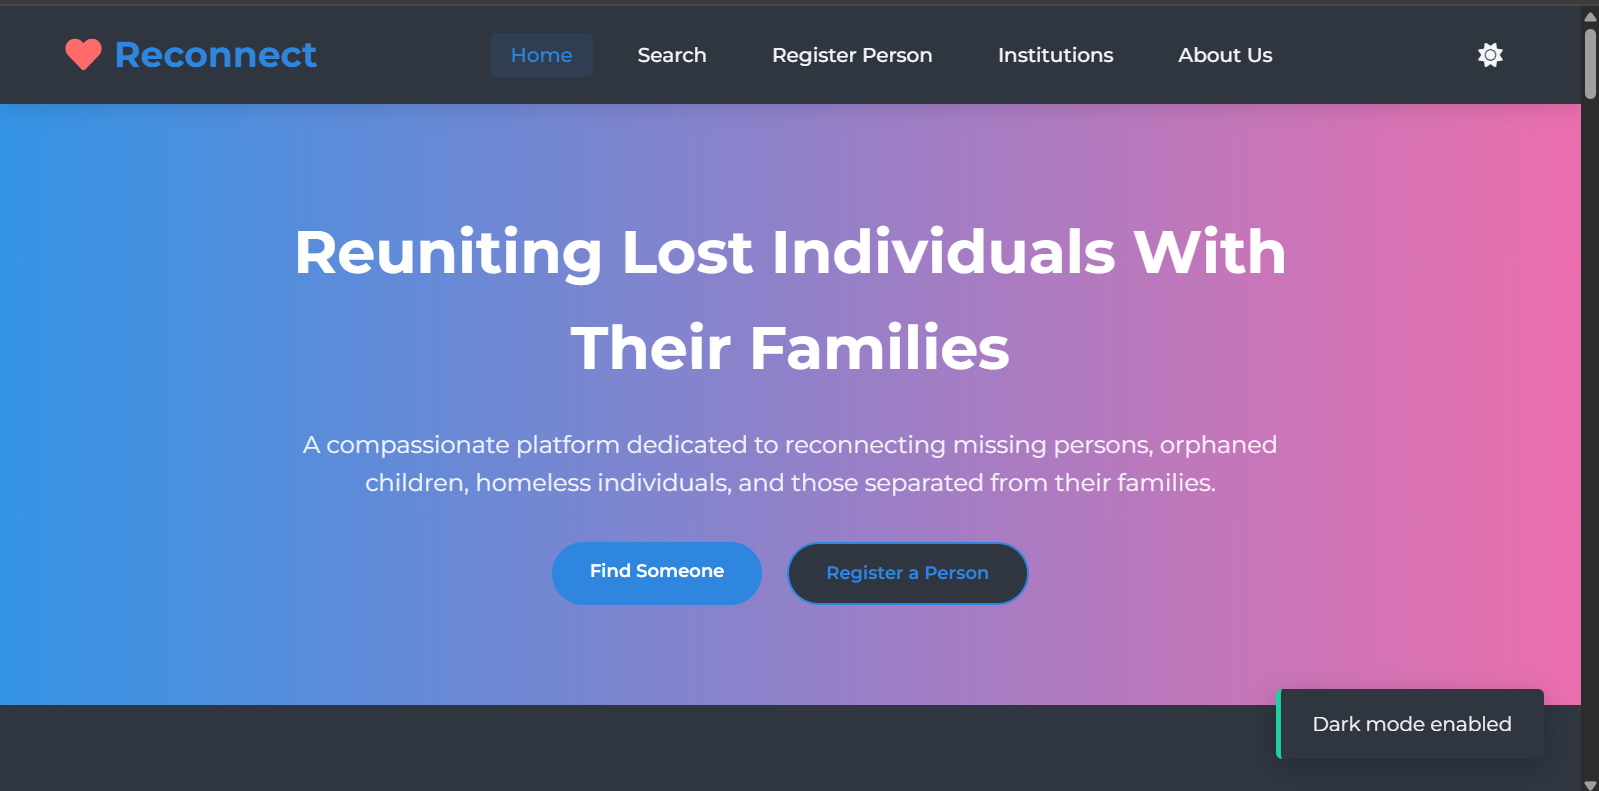 Reconnect
Home
Search
Register Person
Institutions
About Us
Reuniting Lost Individuals With
Their Families
A compassionate platform dedicated to reconnecting missing persons, orphaned
children, homeless individuals, and those separated from their families.
Find Someone
Register a Person
Dark mode enabled